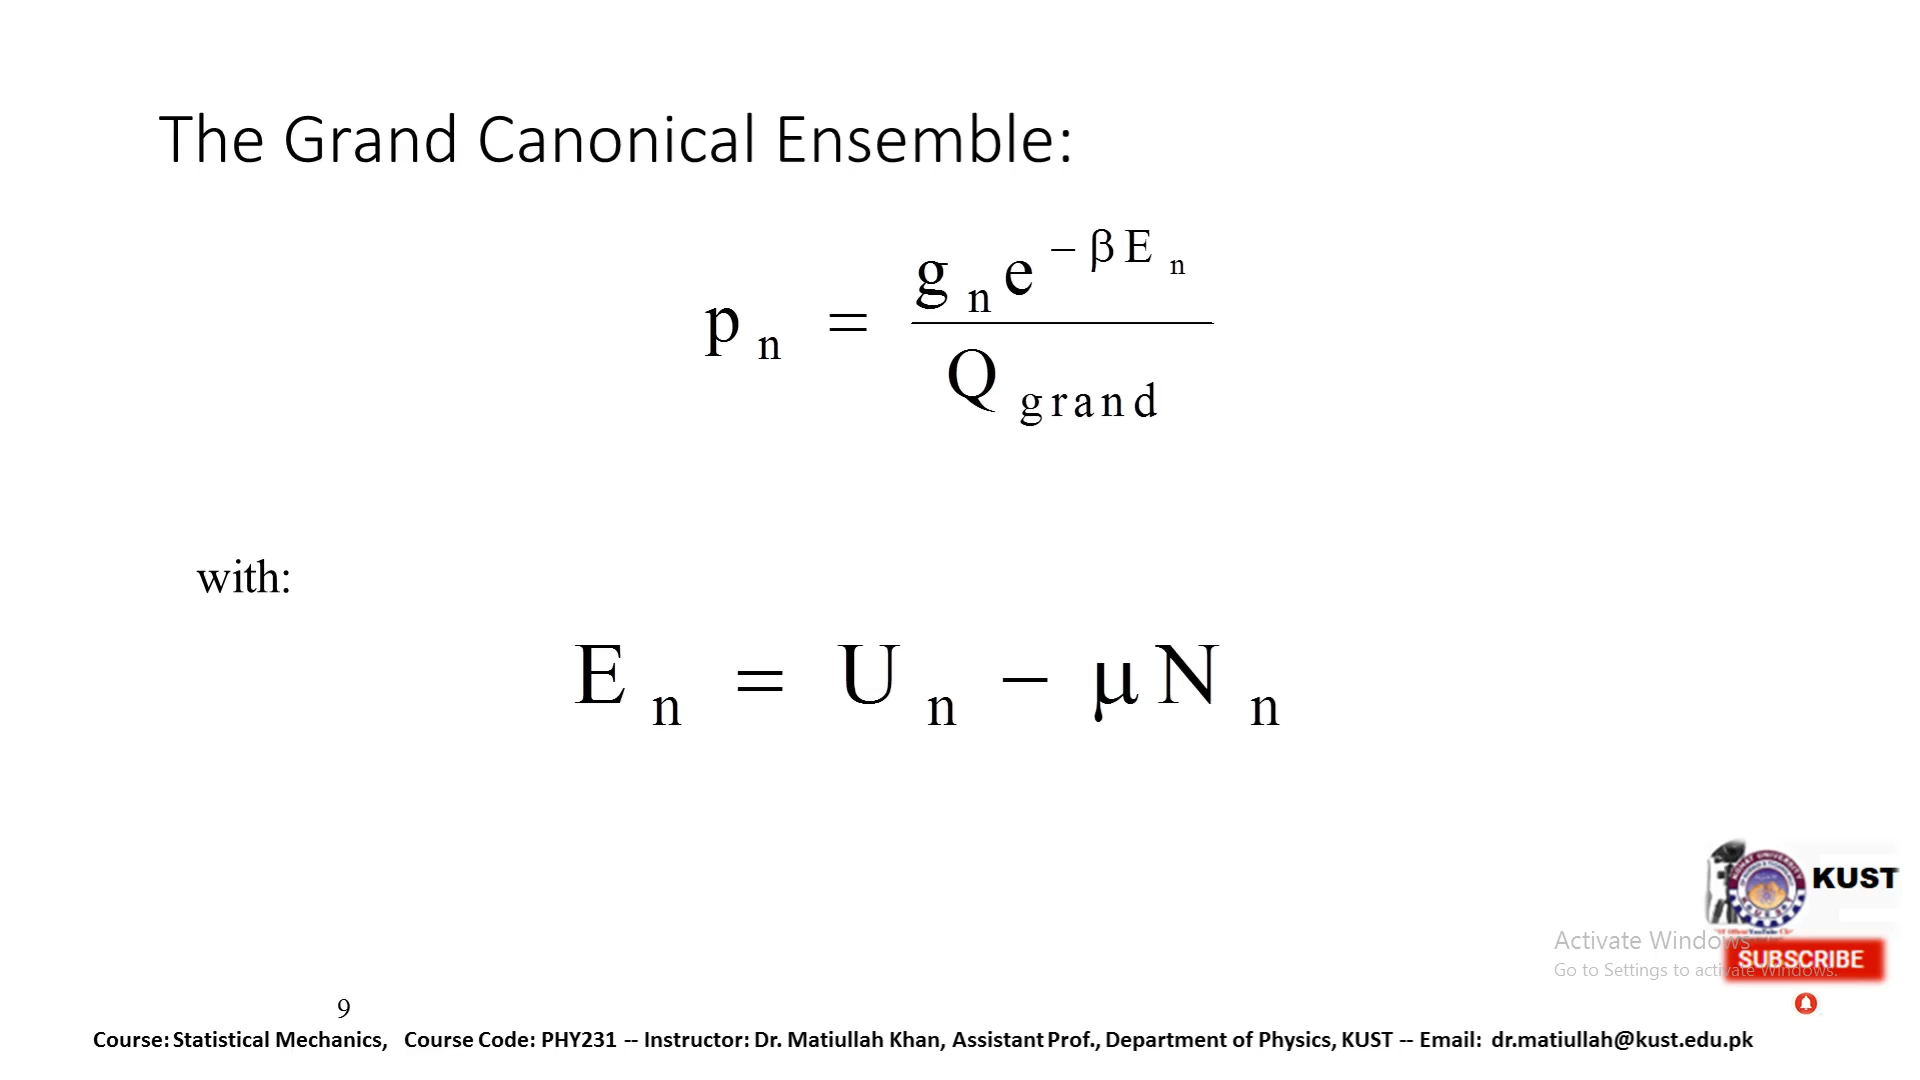 The Grand Canonical Ensemble:
p n = g n e − β E n / Q grand
with:
E n = U n − μ N n
KUST
Activate Windows
SUBSCRIBE
Go to Settings to activate Windows.
9
Course: Statistical Mechanics, Course Code: PHY231 -- Instructor: Dr. Matiullah Khan, Assistant Prof., Department of Physics, KUST -- Email: dr.matiullah@kust.edu.pk